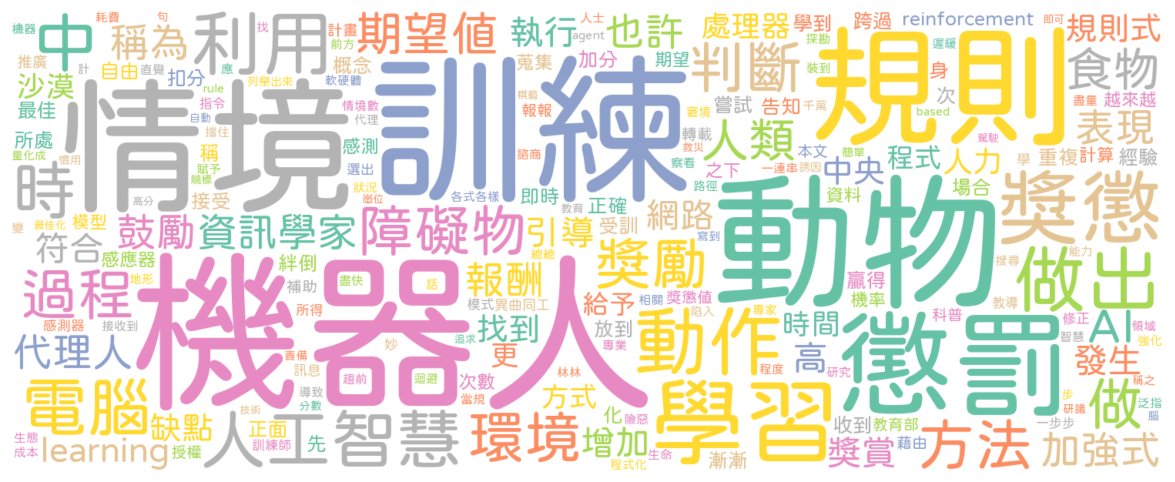 機器人
訓練
動物
規則
情境
懲罰
學習
利用
中
稱為
期望值
執行
也許
處理器
學到
跨過
reinforcement
規則式
判斷
食物
表現
獎懲
做出
AI
動作
獎勵
人工智慧
環境
電腦
過程
代理人
時
障礙物
資訊學家
鼓勵
報酬
引導
網路
人類
程式
人力
中央
告知
經驗
計算
重複
越來越
盡量
沙漠
自由
直覺
扣分
概念
計畫
前方
推廣
機器
耗費
句
找
人士
agent
加分
蒐集
期望
棋藝
嘗試
千萬
窘境
裝到
探勘
遲緩
即可
身
次
based
駕駛
轉載
救災
之下
本文
簡單
學
資料
場合
路徑
一連串
誘因
察看
諮商
教育
即時
正確
各式各樣
寫到
受訓
給予
找到
放到
更
次數
方式
化
增加
先
正面
缺點
learning
授權
成本
生態
訓練師
技術
分數
導致
訊息
責備
所得
補助
絆倒
感應器
地形
感測器
接收到
符合
模型
最佳化
變
高分
狀況
賦予
競標
慣用
量化成
所處
最佳
稱
指令
rule
自動
擋住
應
計
列舉出來
軟硬體
情境數
代理
感測
選出
接受
盡快
話
總總
模式
異曲同工
妙
追求
趨前
迴避
當規
林林
險惡
程式化
生命
專業
獎懲值
陷入
相關
專家
程度
研究
時間
高
機率
贏得
科普
教導
搜尋
能力
修正
領域
智慧
強化
發生
稱之
做
步
研議
泛指
腦
一步步
方法
加強式
獎賞
收到
教育部
藉由
漸漸
報報
崗位